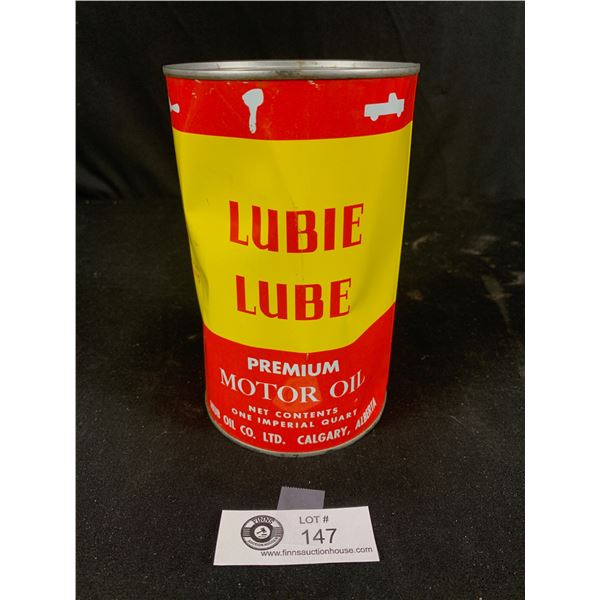 LUBIE
LUBE
PREMIUM
MOTOR OIL
NET CONTENTS
ONE IMPERIAL QUART
OIL CO. LTD. CALGARY, ALBERTA
FINNS
LOT #
147
www.finnsauctionhouse.com